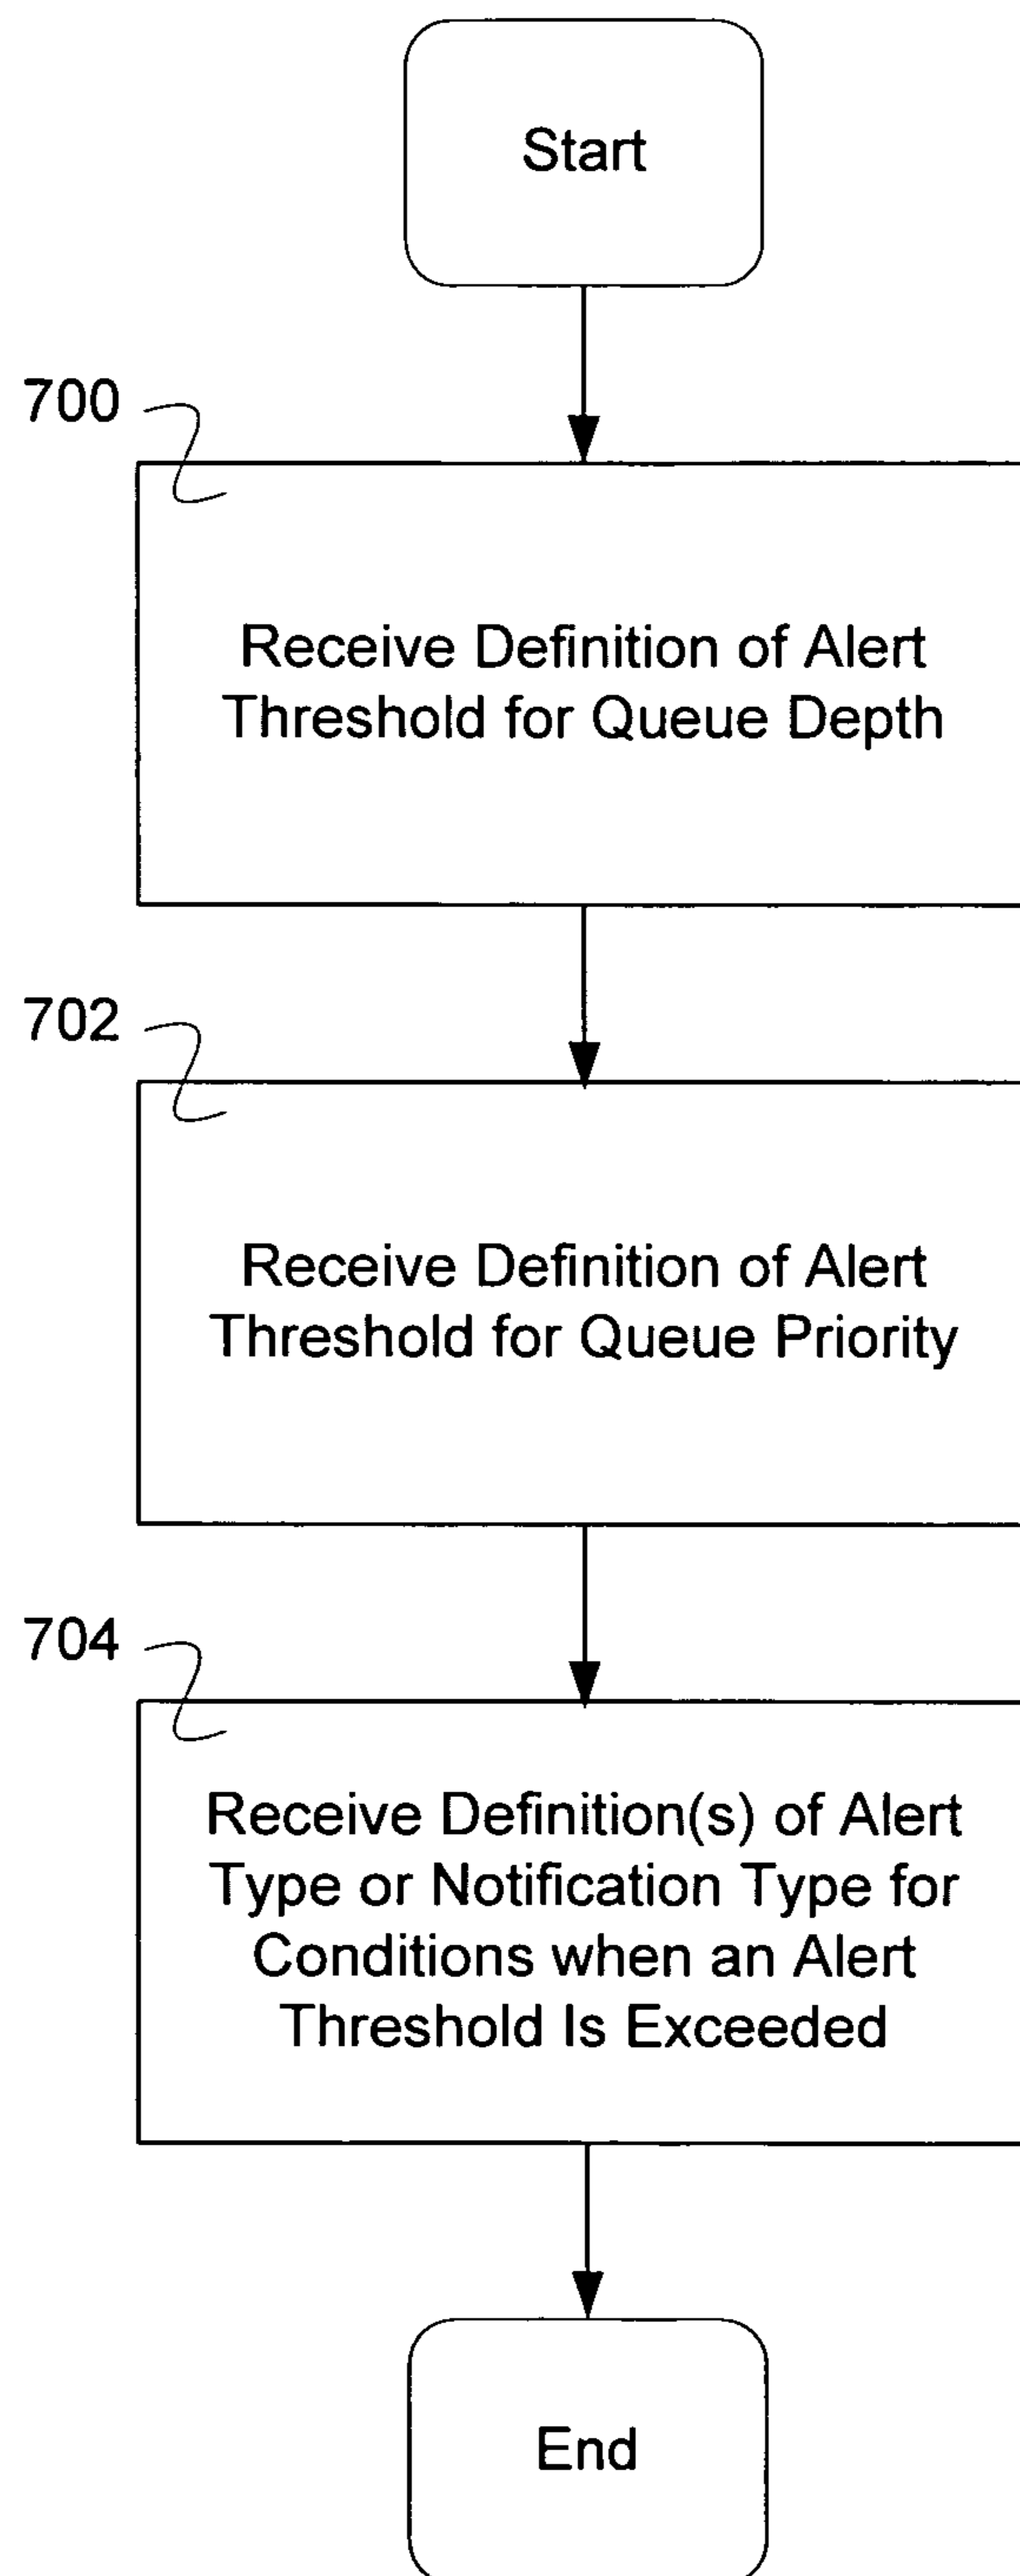 Start
700
Receive Definition of Alert
Threshold for Queue Depth
702
Receive Definition of Alert
Threshold for Queue Priority
704
Receive Definition(s) of Alert
Type or Notification Type for
Conditions when an Alert
Threshold Is Exceeded
End